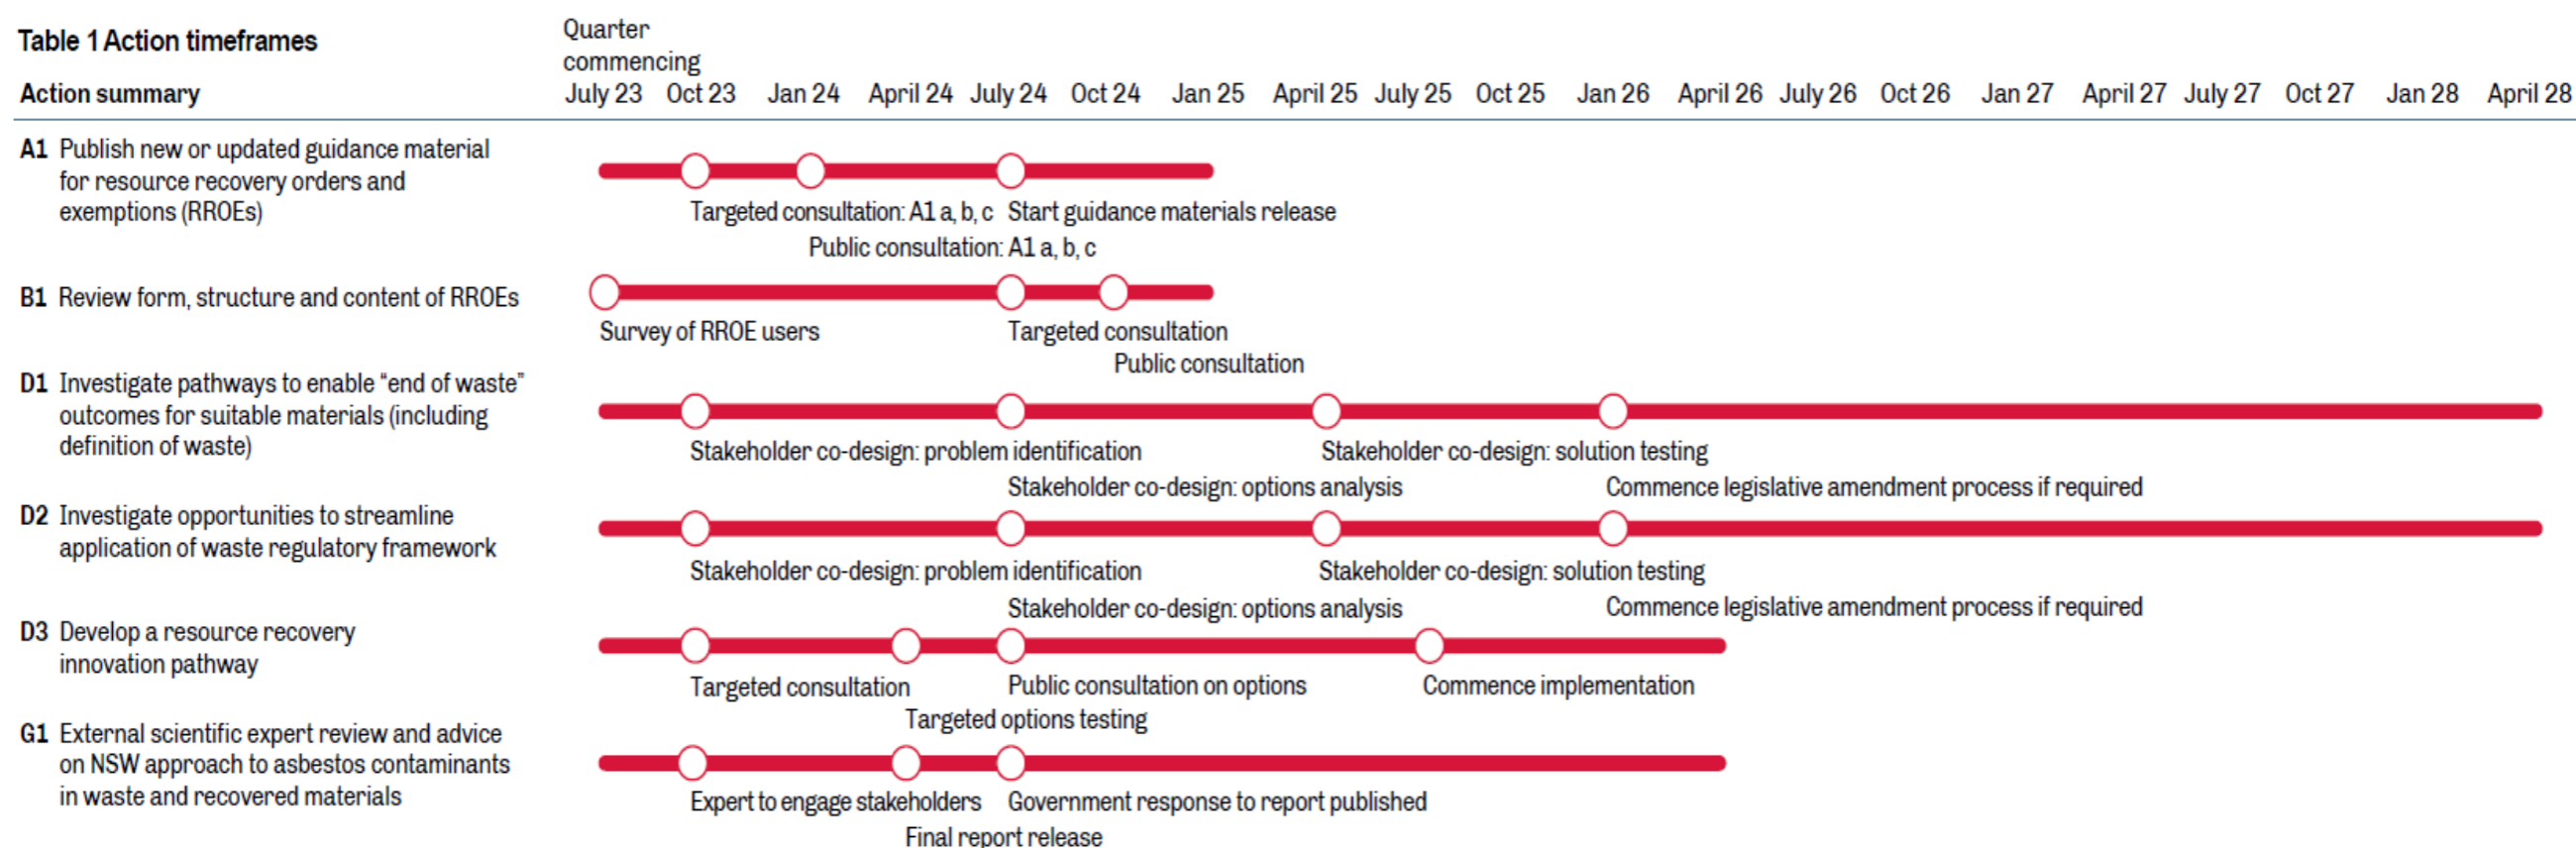 Table 1 Action timeframes
Quarter
commencing
Action summary
July 23 Oct 23 Jan 24 April 24 July 24 Oct 24 Jan 25 April 25 July 25 Oct 25 Jan 26 April 26 July 26 Oct 26 Jan 27 April 27 July 27 Oct 27 Jan 28 April 28
A1 Publish new or updated guidance material
for resource recovery orders and
exemptions (RROEs)
Targeted consultation: A1 a, b, c Start guidance materials release
Public consultation: A1 a, b, c
B1 Review form, structure and content of RROEs
Survey of RROE users Targeted consultation
Public consultation
D1 Investigate pathways to enable “end of waste”
outcomes for suitable materials (including
definition of waste)
Stakeholder co-design: problem identification Stakeholder co-design: solution testing
Stakeholder co-design: options analysis Commence legislative amendment process if required
D2 Investigate opportunities to streamline
application of waste regulatory framework
Stakeholder co-design: problem identification Stakeholder co-design: solution testing
Stakeholder co-design: options analysis Commence legislative amendment process if required
D3 Develop a resource recovery
innovation pathway
Targeted consultation Public consultation on options Commence implementation
Targeted options testing
G1 External scientific expert review and advice
on NSW approach to asbestos contaminants
in waste and recovered materials
Expert to engage stakeholders Government response to report published
Final report release